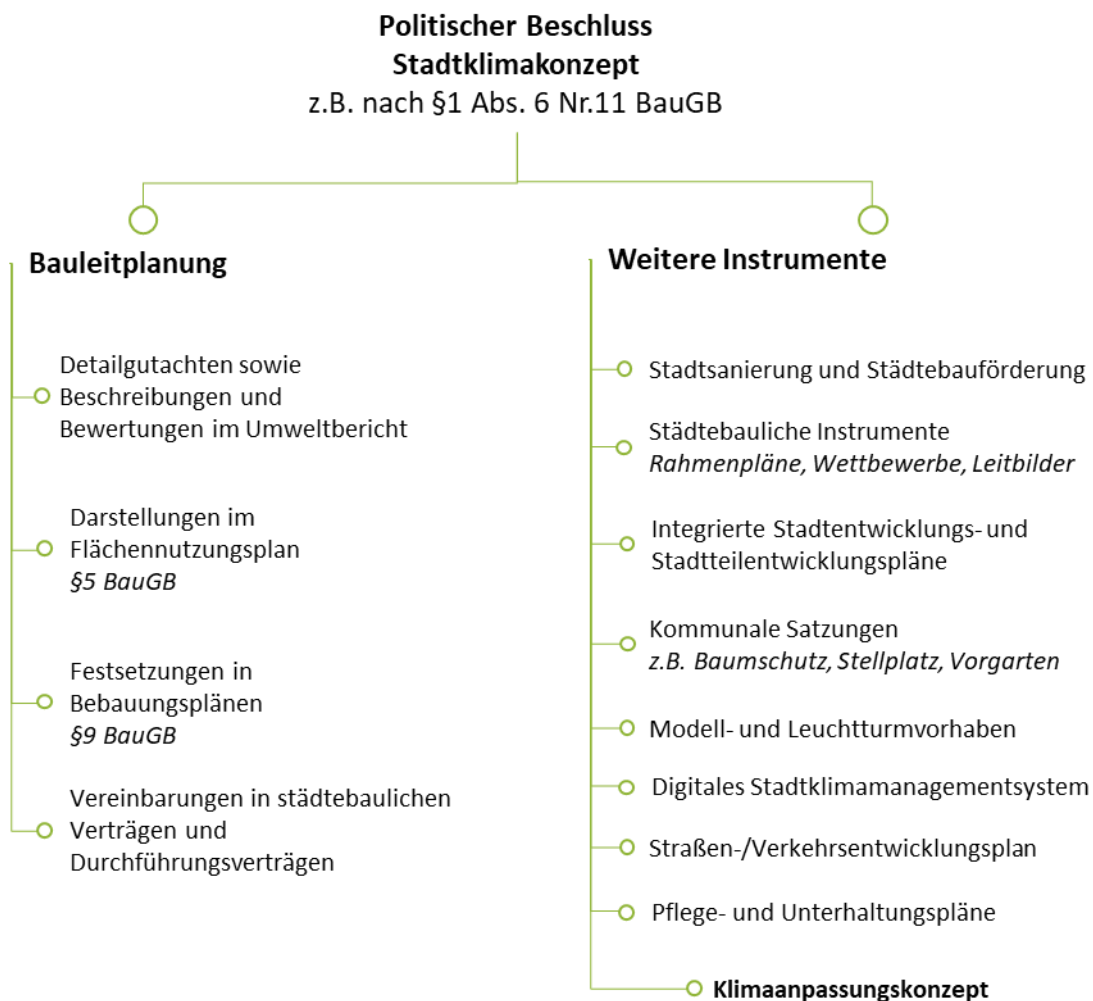 Politischer Beschluss
Stadtklimakonzept
z.B. nach §1 Abs. 6 Nr.11 BauGB
Bauleitplanung
Detailgutachten sowie
Beschreibungen und
Bewertungen im Umweltbericht
Darstellungen im
Flächennutzungsplan
§5 BauGB
Festsetzungen in
Bebauungsplänen
§9 BauGB
Vereinbarungen in städtebaulichen
Verträgen und
Durchführungsverträgen
Weitere Instrumente
Stadtsanierung und Städtebauförderung
Städtebauliche Instrumente
Rahmenpläne, Wettbewerbe, Leitbilder
Integrierte Stadtentwicklungs- und
Stadtteilentwicklungspläne
Kommunale Satzungen
z.B. Baumschutz, Stellplatz, Vorgarten
Modell- und Leuchtturmvorhaben
Digitales Stadtklimamanagementsystem
Straßen-/Verkehrsentwicklungsplan
Pflege- und Unterhaltungspläne
Klimaanpassungskonzept